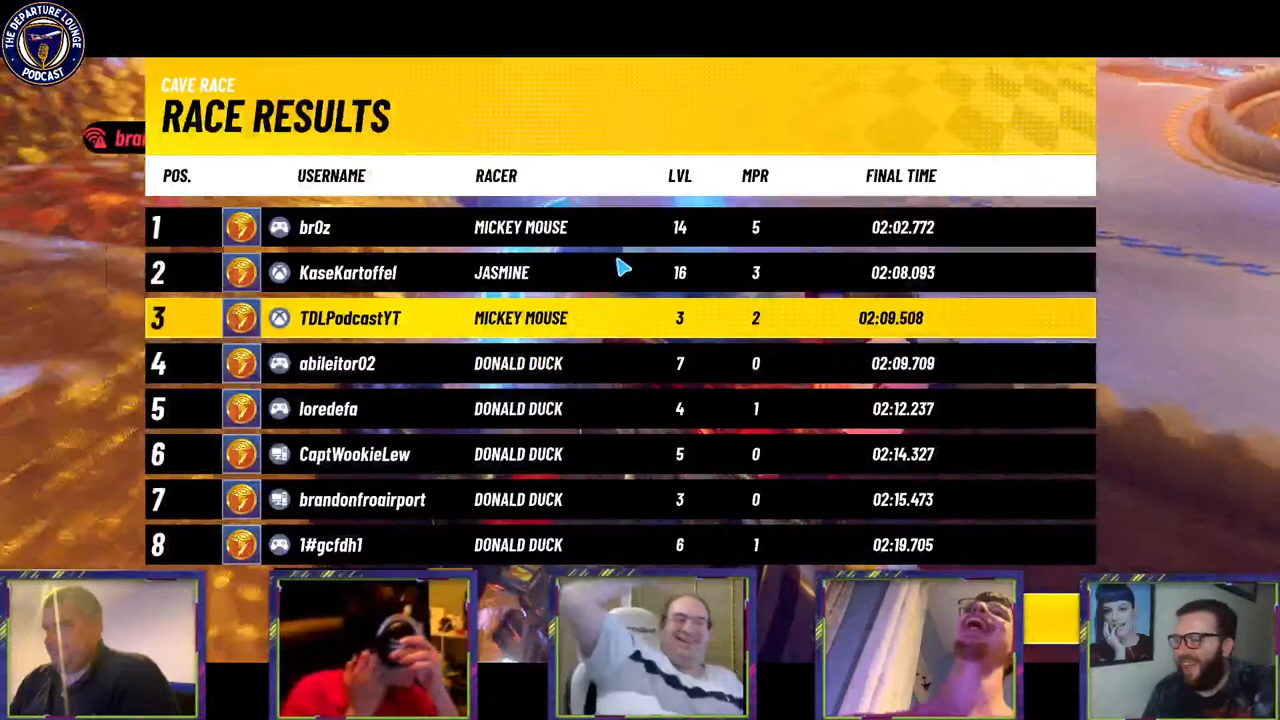 THE DEPARTURE LOUNGE
PODCAST
CAVE RACE
RACE RESULTS
bra
POS. USERNAME RACER LVL MPR FINAL TIME
1 br0z MICKEY MOUSE 14 5 02:02.772
2 KaseKartoffel JASMINE 16 3 02:08.093
3 TDLPodcastYT MICKEY MOUSE 3 2 02:09.508
4 abileitor02 DONALD DUCK 7 0 02:09.709
5 loredefa DONALD DUCK 4 1 02:12.237
6 CaptWookieLew DONALD DUCK 5 0 02:14.327
7 brandonfroairport DONALD DUCK 3 0 02:15.473
8 1#gcfdh1 DONALD DUCK 6 1 02:19.705